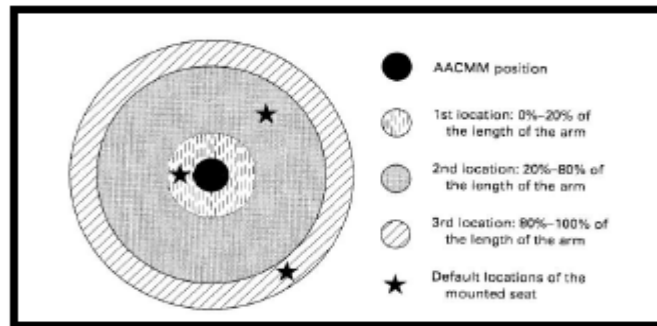 AACMM position
1st location: 0%–20% of
the length of the arm
2nd location: 20%–80% of
the length of the arm
3rd location: 80%–100% of
the length of the arm
Default locations of the
mounted seat